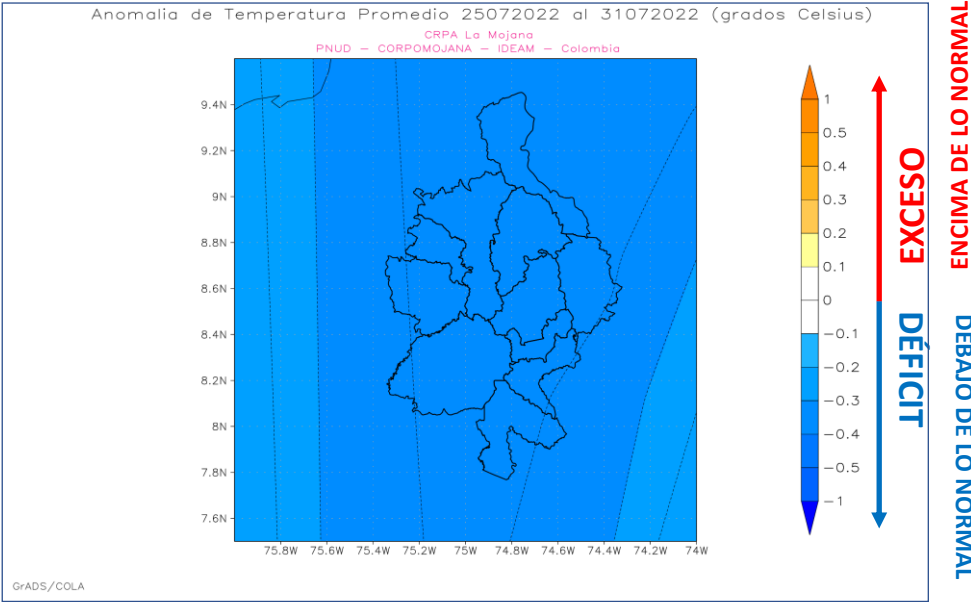 Anomalia de Temperatura Promedio 25072022 al 31072022 (grados Celsius)
CRPA La Mojana
PNUD — CORPOMOJANA — IDEAM — Colombia
9.4N
9.2N
9N
8.8N
8.6N
8.4N
8.2N
8N
7.8N
7.6N
75.8W 75.6W 75.4W 75.2W 75W 74.8W 74.6W 74.4W 74.2W 74W
1
0.5
0.4
0.3
0.2
0.1
0
−0.1
−0.2
−0.3
−0.4
−0.5
−1
EXCESO
DÉFICIT
ENCIMA DE LO NORMAL
DEBAJO DE LO NORMAL
GrADS/COLA